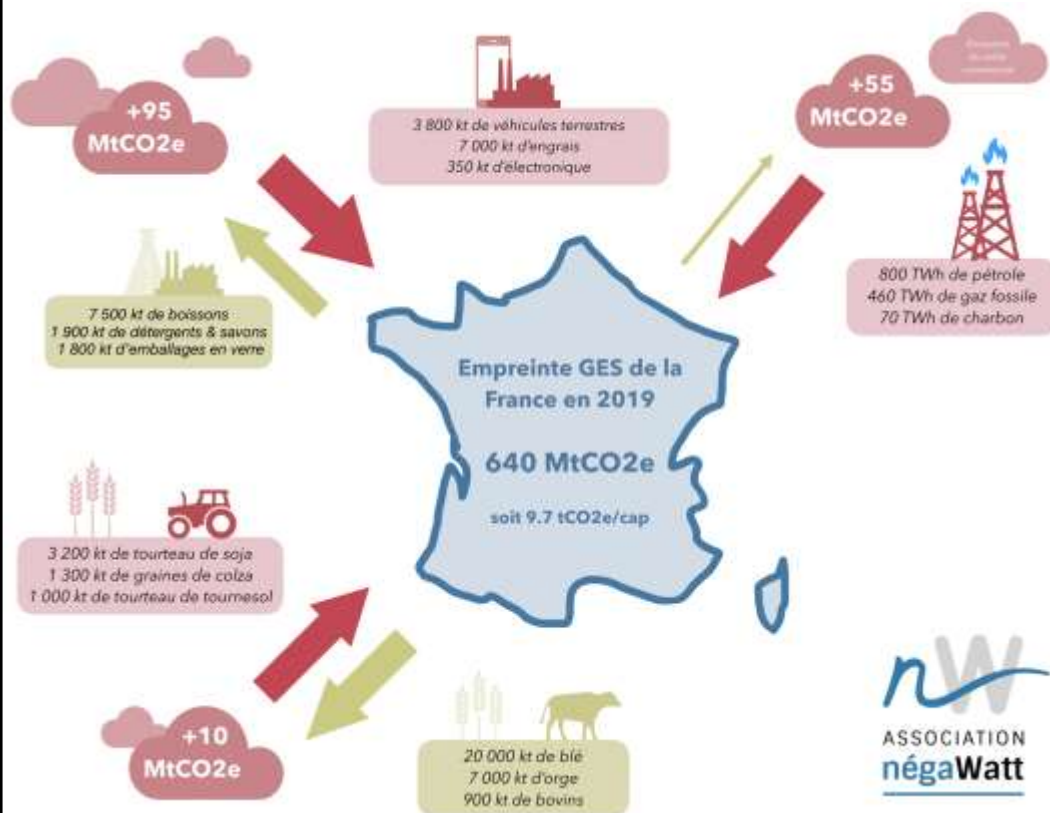 +95
MtCO2e
3 800 kt de véhicules terrestres
7 000 kt d'engrais
350 kt d'électronique
+55
MtCO2e
7 500 kt de boissons
1 900 kt de détergents & savons
1 800 kt d'emballages en verre
800 TWh de pétrole
460 TWh de gaz fossile
70 TWh de charbon
Empreinte GES de la
France en 2019
640 MtCO2e
soit 9.7 tCO2e/cap
3 200 kt de tourteau de soja
1 300 kt de graines de colza
1 000 kt de tourteau de tournesol
+10
MtCO2e
20 000 kt de blé
7 000 kt d'orge
900 kt de bovins
nW
ASSOCIATION
négaWatt